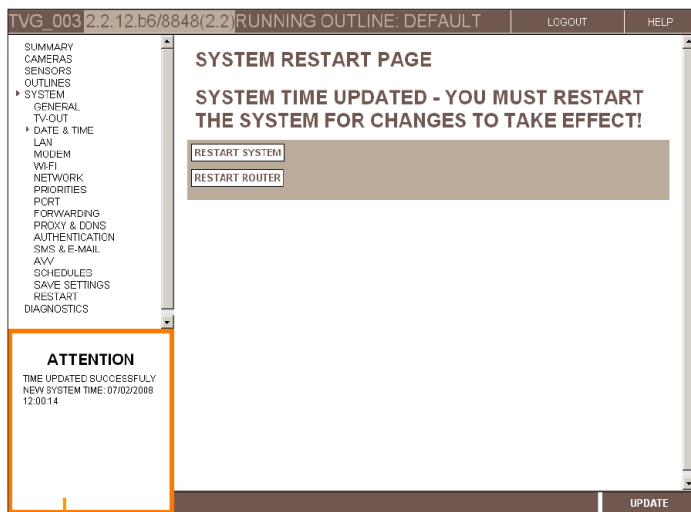 TVG_003 2.2.12.b6/8848(2.2)RUNNING OUTLINE: DEFAULT LOGOUT HELP
SUMMARY
CAMERAS
SENSORS
OUTLINES
SYSTEM
GENERAL
TV-OUT
DATE & TIME
LAN
MODEM
WI-FI
NETWORK
PRIORITIES
PORT
FORWARDING
PROXY & DDNS
AUTHENTICATION
SMS & E-MAIL
AVV
SCHEDULES
SAVE SETTINGS
RESTART
DIAGNOSTICS
SYSTEM RESTART PAGE
SYSTEM TIME UPDATED - YOU MUST RESTART
THE SYSTEM FOR CHANGES TO TAKE EFFECT!
RESTART SYSTEM
RESTART ROUTER
ATTENTION
TIME UPDATED SUCCESSFULY
NEW SYSTEM TIME: 07/02/2008
12:00:14
UPDATE